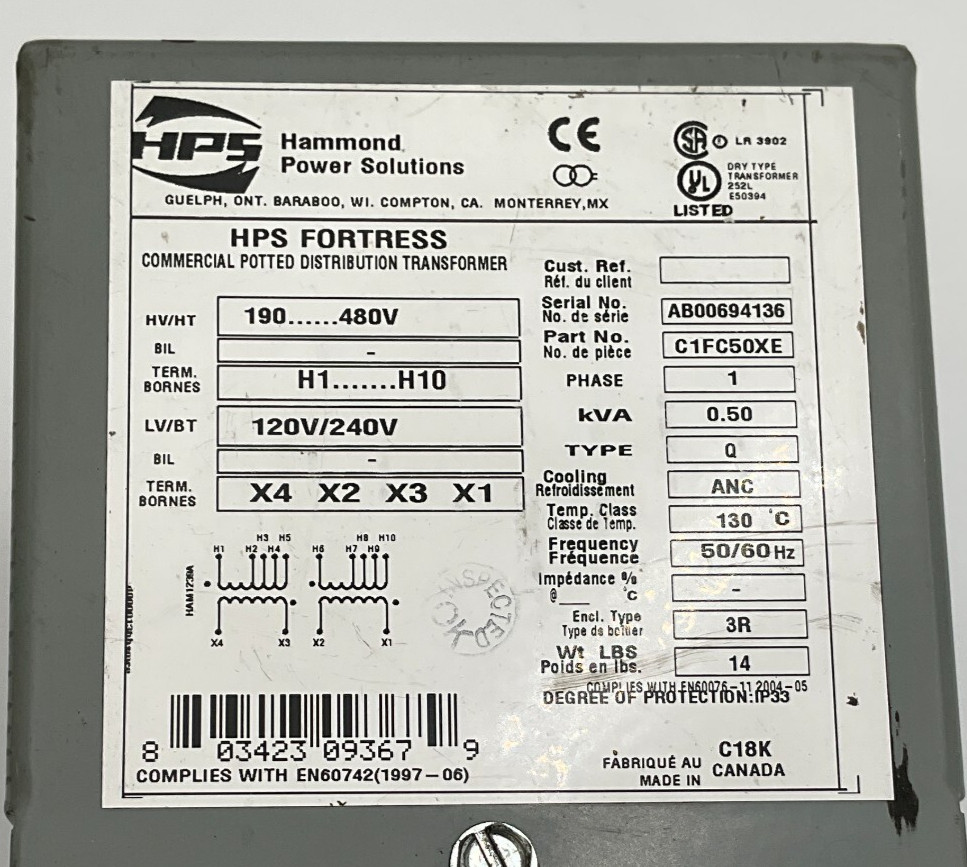 HPS
Hammond
Power Solutions
CE
SA
LR 3902
UL
DRY TYPE
TRANSFORMER
252L
E50394
LISTED
GUELPH, ONT. BARABOO, WI. COMPTON, CA. MONTERREY,MX
HPS FORTRESS
COMMERCIAL POTTED DISTRIBUTION TRANSFORMER
HV/HT 190......480V
BIL -
TERM. BORNES H1.......H10
LV/BT 120V/240V
BIL -
TERM. BORNES X4 X2 X3 X1
Cust. Ref.
Réf. du client
Serial No.
No. de série AB00694136
Part No.
No. de pièce C1FC50XE
PHASE 1
kVA 0.50
TYPE Q
Cooling
Refroidissement ANC
Temp. Class
Classe de Temp. 130 °C
Frequency
Fréquence 50/60 Hz
Impédance %
@___ °C -
Encl. Type
Type de boîtier 3R
Wt LBS
Poids en lbs. 14
COMPLIES WITH EN60076-11 2004-05
DEGREE OF PROTECTION:IP33
H3 H5 H8 H10
H1 H2 H4 H6 H7 H9
HAM1239A
X4 X3 X2 X1
INSPECTED
8 03423 09367 9
COMPLIES WITH EN60742(1997-06)
FABRIQUÉ AU
MADE IN
C18K
CANADA